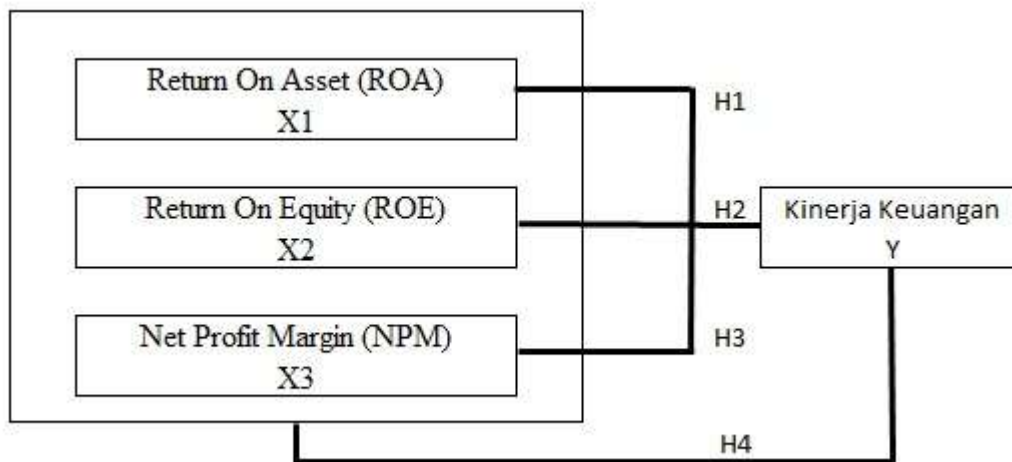 Return On Asset (ROA)
X1
H1
Return On Equity (ROE)
X2
H2
Kinerja Keuangan
Y
Net Profit Margin (NPM)
X3
H3
H4